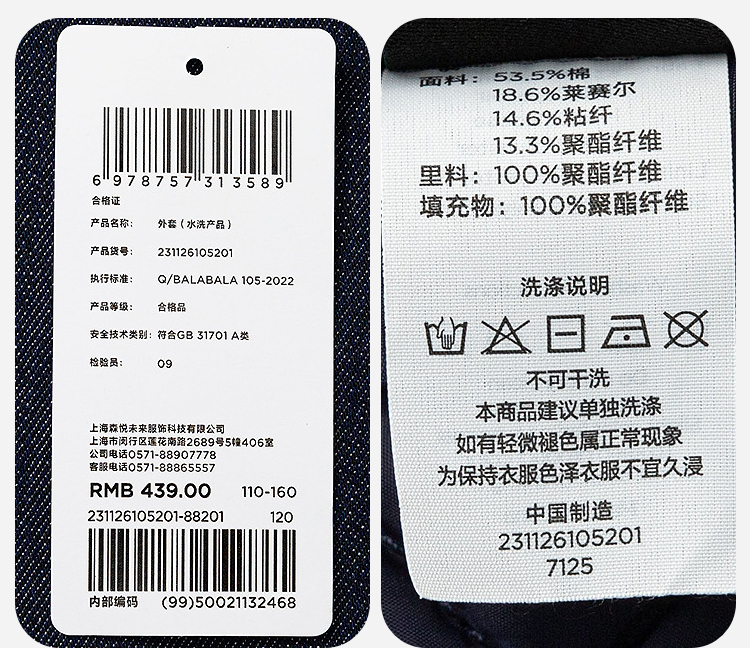 6 978757 313589
合格证
产品名称： 外套（水洗产品）
产品货号： 231126105201
执行标准： Q/BALABALA 105-2022
产品等级： 合格品
安全技术类别：符合GB 31701 A类
检验员： 09
上海森悦未来服饰科技有限公司
上海市闵行区莲花南路2689号5幢406室
公司电话0571-88907778
客服电话0571-88865557
RMB 439.00 110-160
231126105201-88201 120
内部编码 (99)50021132468
面料：53.5%棉
18.6%莱赛尔
14.6%粘纤
13.3%聚酯纤维
里料：100%聚酯纤维
填充物：100%聚酯纤维
洗涤说明
不可干洗
本商品建议单独洗涤
如有轻微褪色属正常现象
为保持衣服色泽衣服不宜久浸
中国制造
231126105201
7125